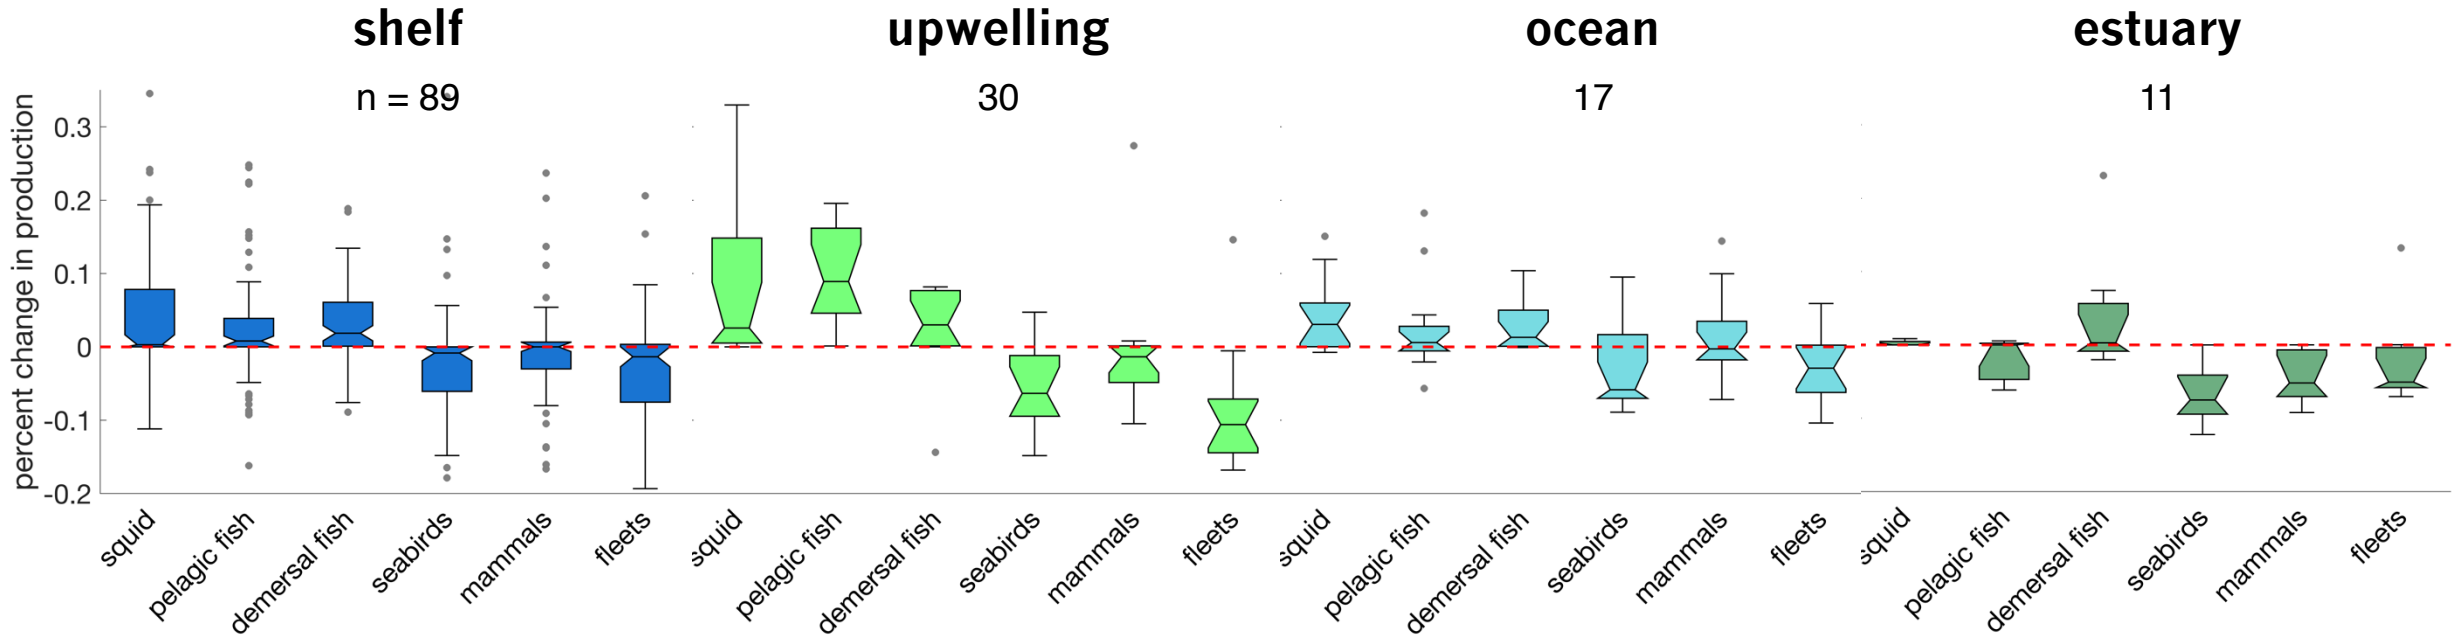 shelf upwelling ocean estuary
n = 89 30 17 11
percent change in production
0.3
0.2
0.1
0
-0.1
-0.2
squid pelagic fish demersal fish seabirds mammals fleets squid pelagic fish demersal fish seabirds mammals fleets squid pelagic fish demersal fish seabirds mammals fleets squid pelagic fish demersal fish seabirds mammals fleets